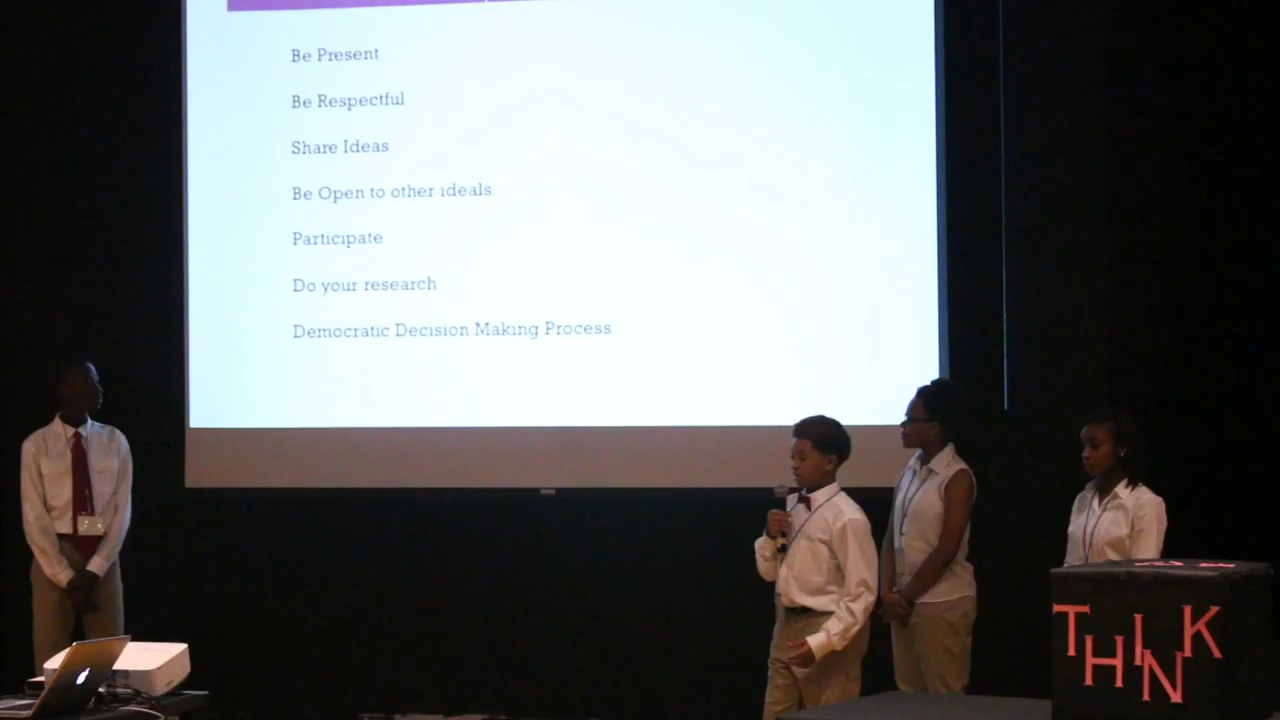 Be Present
Be Respectful
Share Ideas
Be Open to other ideals
Participate
Do your research
Democratic Decision Making Process
THINK